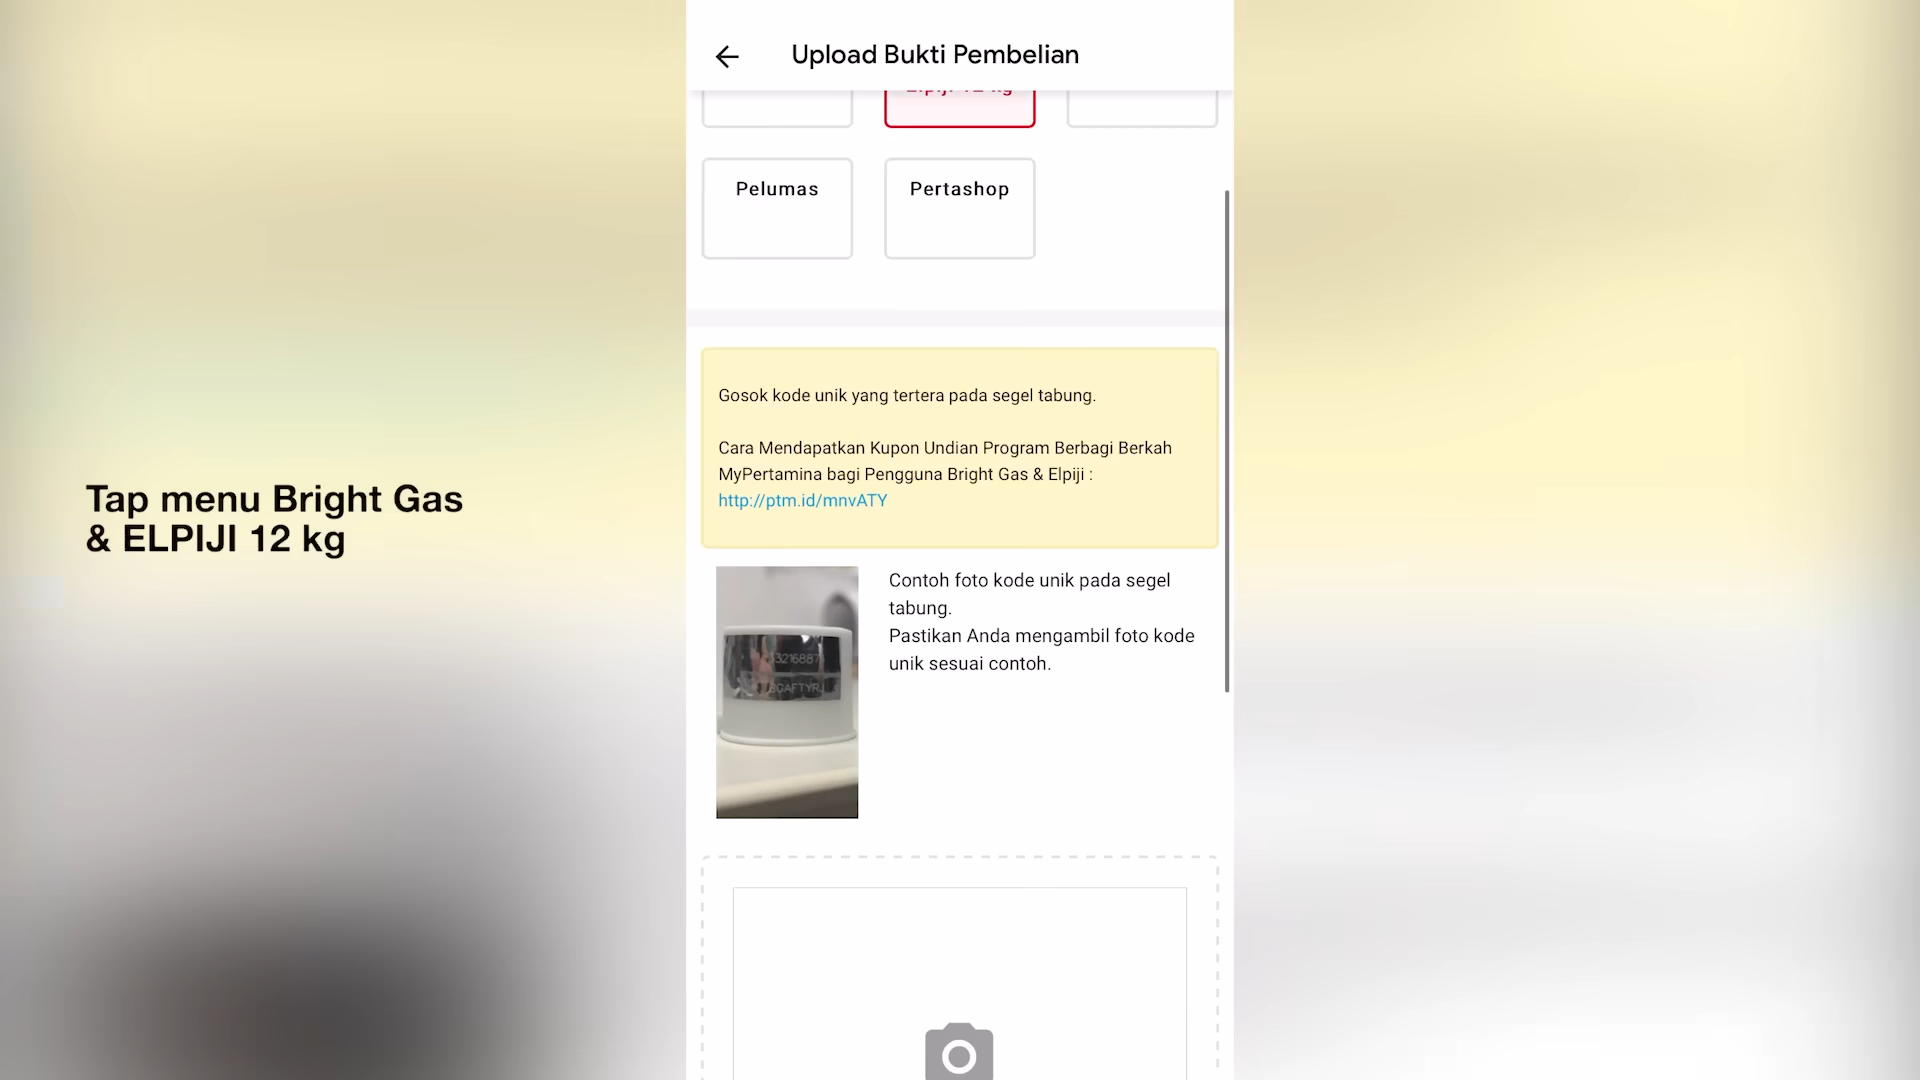 Upload Bukti Pembelian
Elpiji 12 kg
Pelumas
Pertashop
Gosok kode unik yang tertera pada segel tabung.
Cara Mendapatkan Kupon Undian Program Berbagi Berkah
MyPertamina bagi Pengguna Bright Gas & Elpiji :
http://ptm.id/mnvATY
Tap menu Bright Gas
& ELPIJI 12 kg
Contoh foto kode unik pada segel
tabung.
Pastikan Anda mengambil foto kode
unik sesuai contoh.